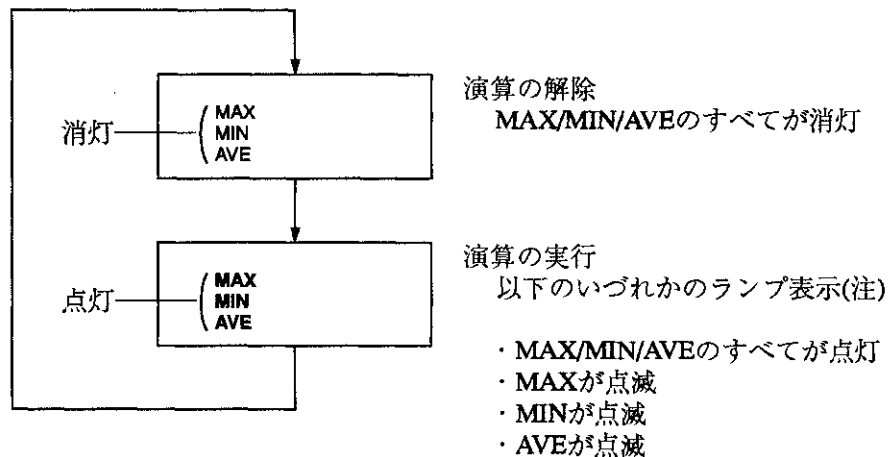 演算の解除
MAX/MIN/AVEのすべてが消灯
消灯
MAX
MIN
AVE
演算の実行
以下のいづれかのランプ表示(注)
点灯
MAX
MIN
AVE
・MAX/MIN/AVEのすべてが点灯
・MAXが点滅
・MINが点滅
・AVEが点滅